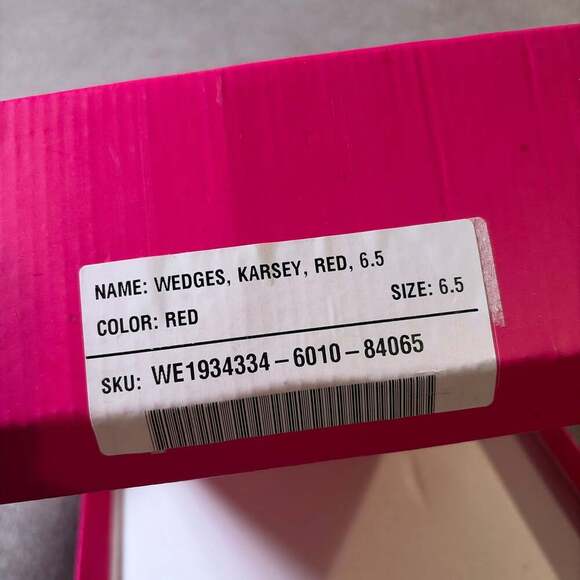 NAME: WEDGES, KARSEY, RED, 6.5
COLOR: RED SIZE: 6.5
SKU: WE1934334-6010-84065